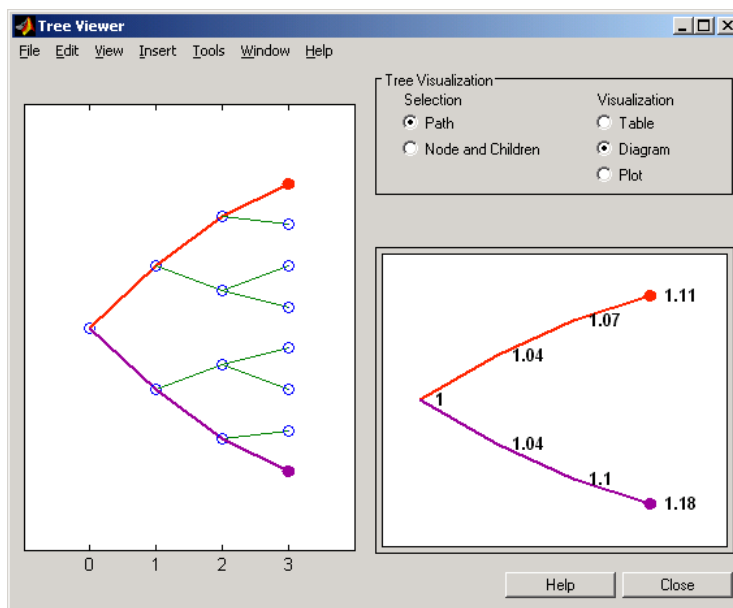 Tree Viewer
File Edit View Insert Tools Window Help
Tree Visualization
Selection
Path
Node and Children
Visualization
Table
Diagram
Plot
0 1 2 3
1.11
1.07
1.04
1
1.04
1.1
1.18
Help Close